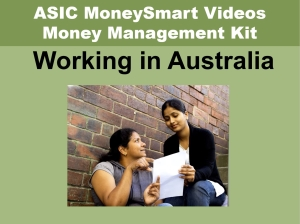 ASIC MoneySmart Videos
Money Management Kit
Working in Australia